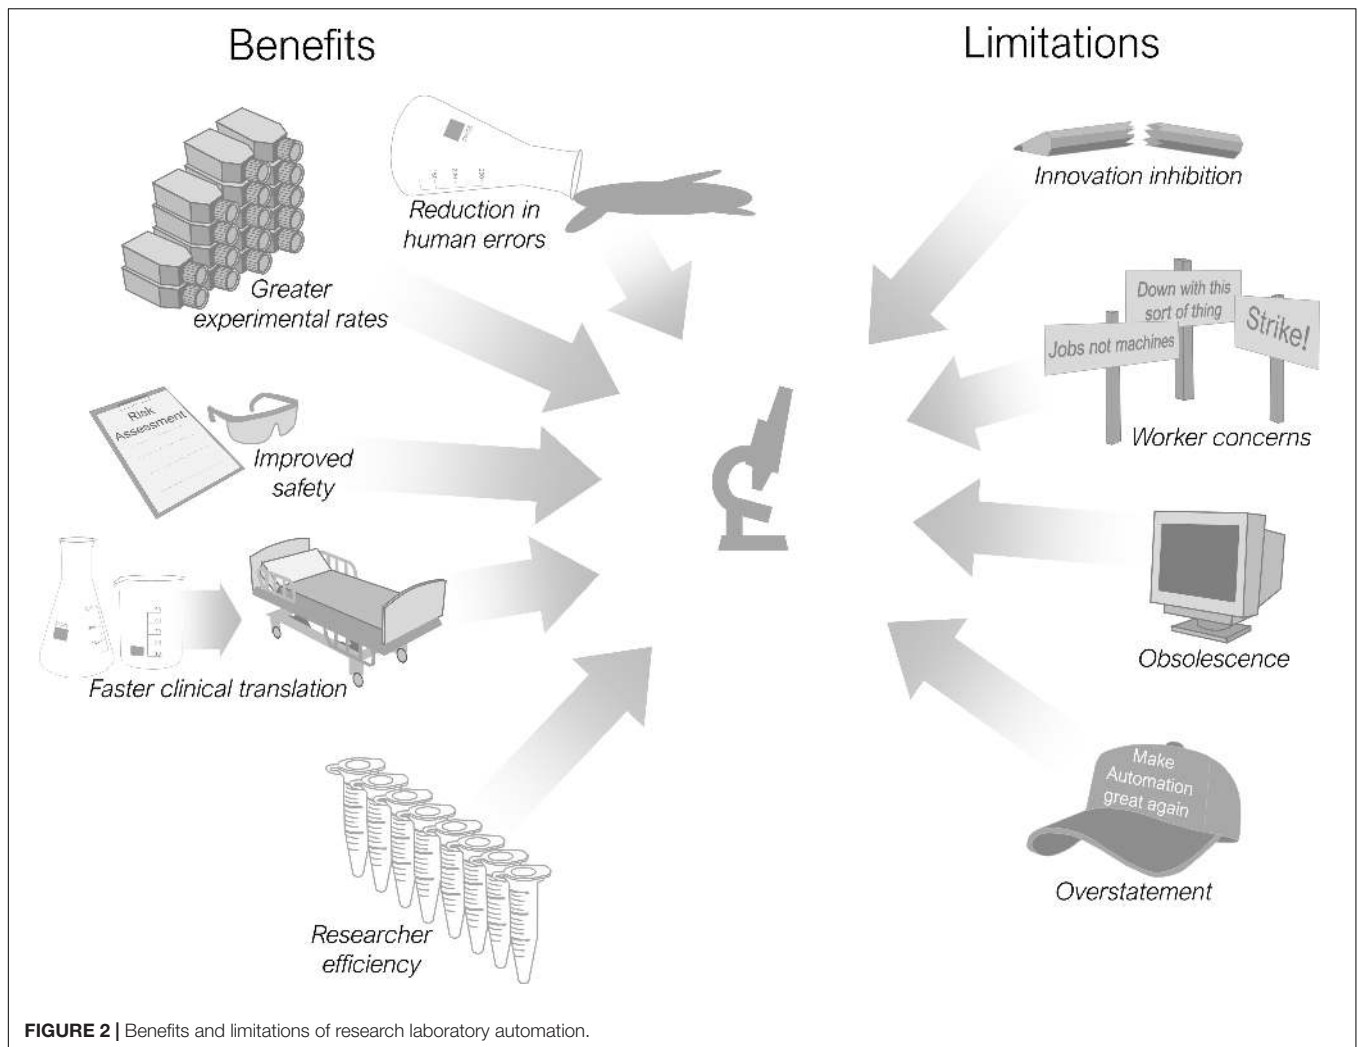 Benefits
Limitations
Reduction in
human errors
Greater
experimental rates
Risk
Assessment
Improved
safety
Faster clinical translation
Researcher
efficiency
Innovation inhibition
Down with this
sort of thing
Strike!
Jobs not machines
Worker concerns
Obsolescence
Make
Automation
great again
Overstatement
FIGURE 2 | Benefits and limitations of research laboratory automation.